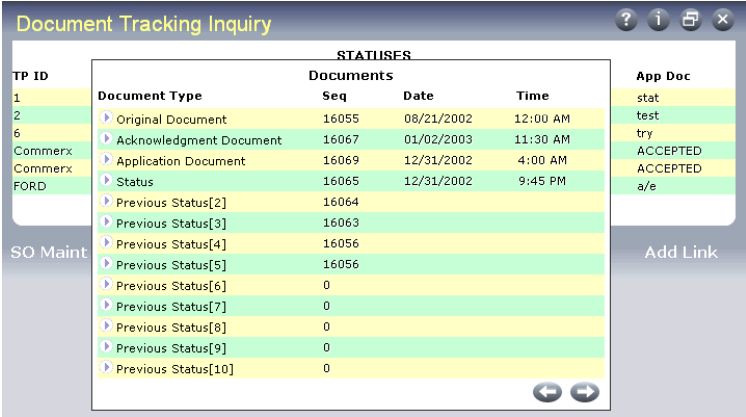 Document Tracking Inquiry
STATUSES
TP ID App Doc
1 stat
2 test
6 try
Commerx ACCEPTED
Commerx ACCEPTED
FORD a/e
Documents
Document Type Seq Date Time
Original Document 16055 08/21/2002 12:00 AM
Acknowledgment Document 16067 01/02/2003 11:30 AM
Application Document 16069 12/31/2002 4:00 AM
Status 16065 12/31/2002 9:45 PM
Previous Status[2] 16064
Previous Status[3] 16063
Previous Status[4] 16056
Previous Status[5] 16056
Previous Status[6] 0
Previous Status[7] 0
Previous Status[8] 0
Previous Status[9] 0
Previous Status[10] 0
SO Maint Add Link